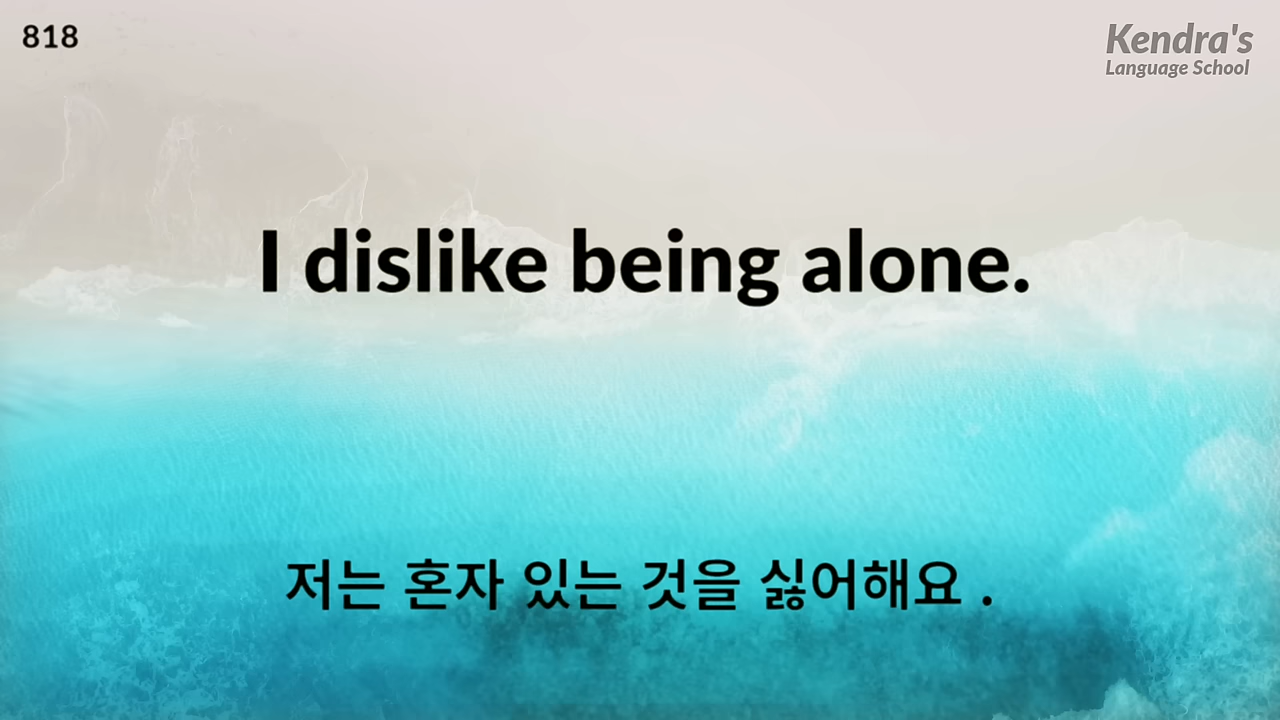 818
Kendra's
Language School
I dislike being alone.
저는 혼자 있는 것을 싫어해요 .